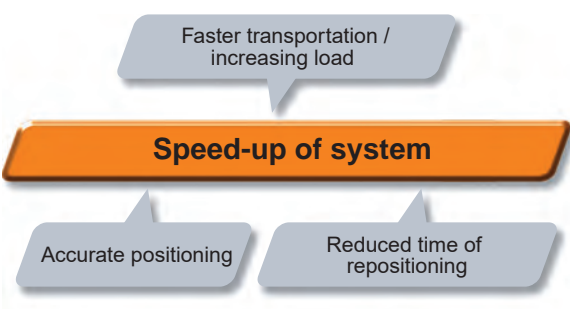 Faster transportation /
increasing load
Speed-up of system
Accurate positioning
Reduced time of
repositioning